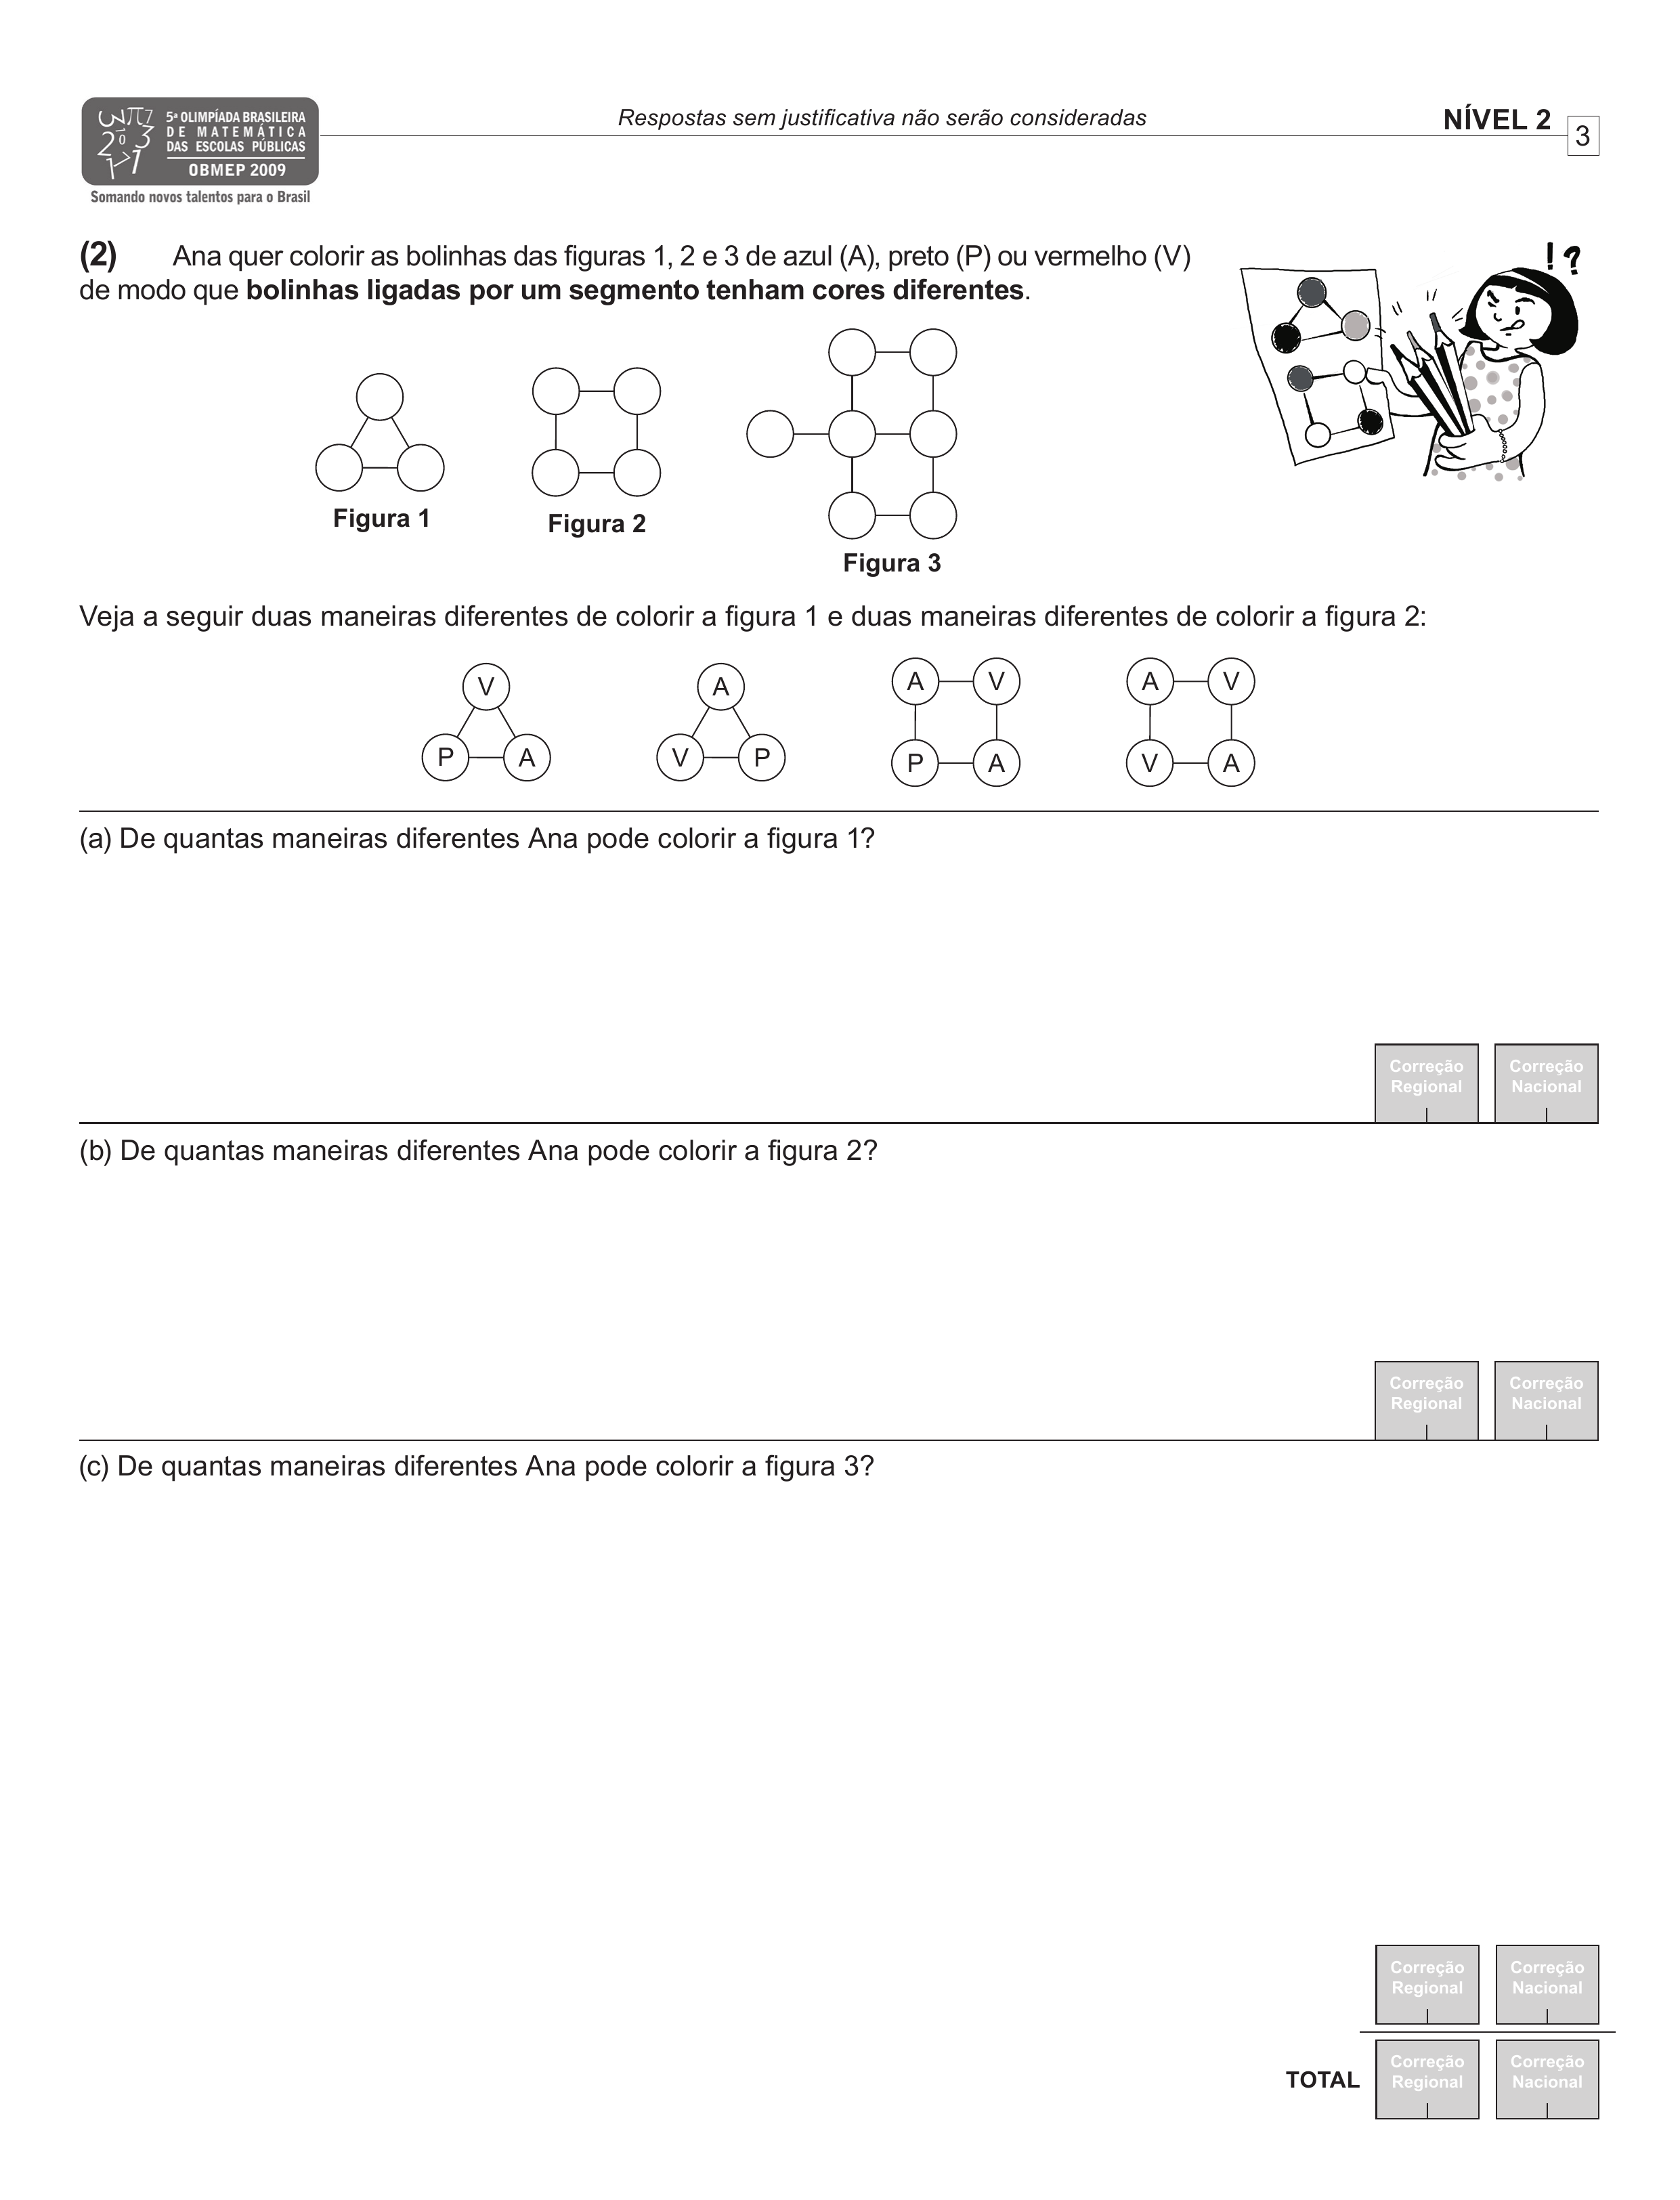 5ª OLIMPÍADA BRASILEIRA
DE MATEMÁTICA
DAS ESCOLAS PÚBLICAS
OBMEP 2009
Somando novos talentos para o Brasil
Respostas sem justificativa não serão consideradas
NÍVEL 2
3
(2) Ana quer colorir as bolinhas das figuras 1, 2 e 3 de azul (A), preto (P) ou vermelho (V)
de modo que bolinhas ligadas por um segmento tenham cores diferentes.
!?
Figura 1
Figura 2
Figura 3
Veja a seguir duas maneiras diferentes de colorir a figura 1 e duas maneiras diferentes de colorir a figura 2:
V A A V A V
P A V P P A V A
(a) De quantas maneiras diferentes Ana pode colorir a figura 1?
Correção Correção
Regional Nacional
(b) De quantas maneiras diferentes Ana pode colorir a figura 2?
Correção Correção
Regional Nacional
(c) De quantas maneiras diferentes Ana pode colorir a figura 3?
Correção Correção
Regional Nacional
TOTAL
Correção Correção
Regional Nacional